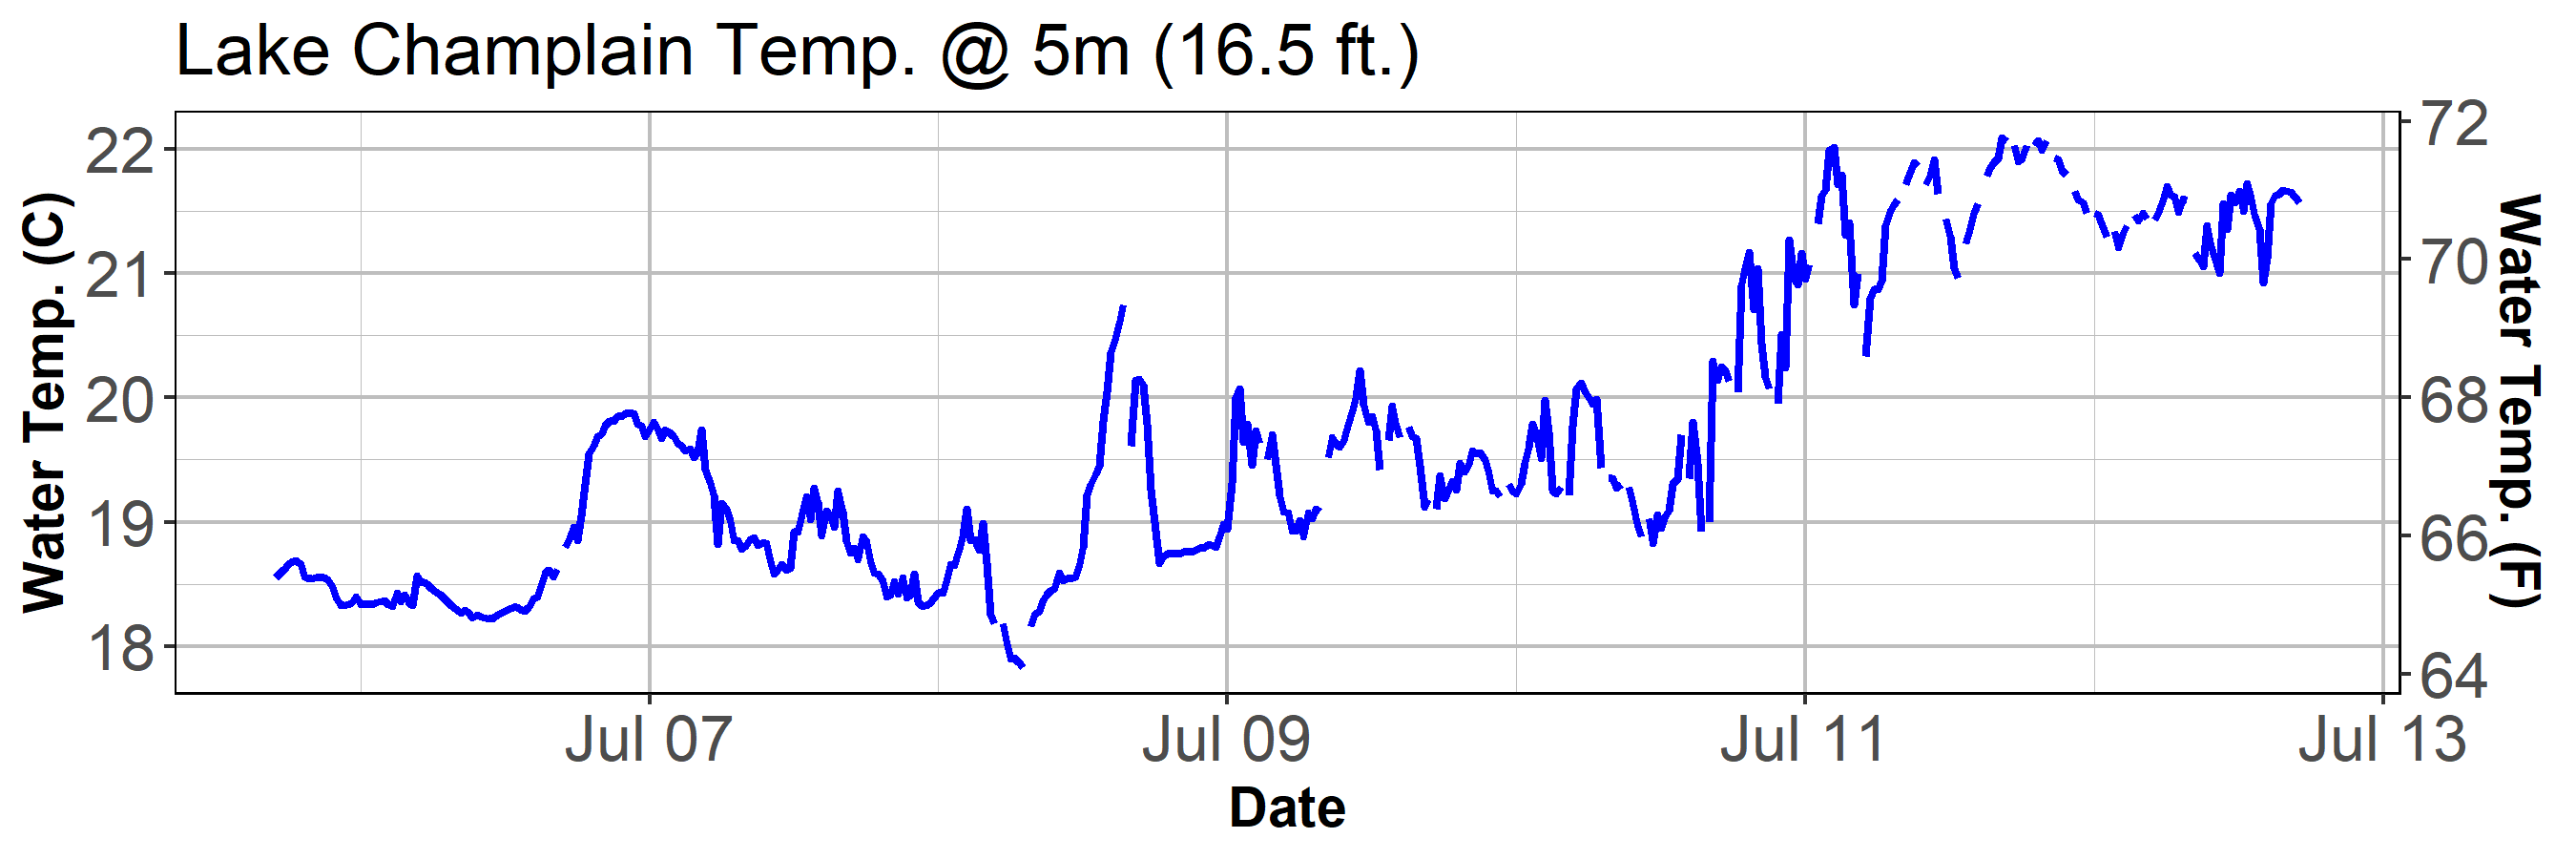 Lake Champlain Temp. @ 5m (16.5 ft.)
Water Temp. (C)
22
21
20
19
18
72
70
68
66
64
Water Temp. (F)
Jul 07
Jul 09
Jul 11
Jul 13
Date